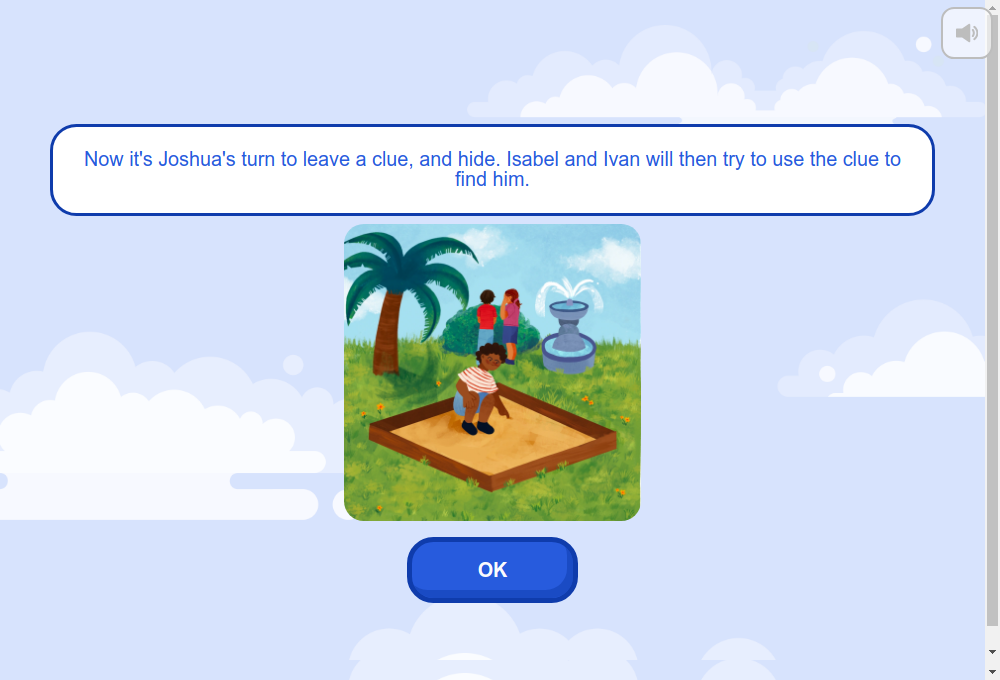 Now it's Joshua's turn to leave a clue, and hide. Isabel and Ivan will then try to use the clue to
find him.
OK